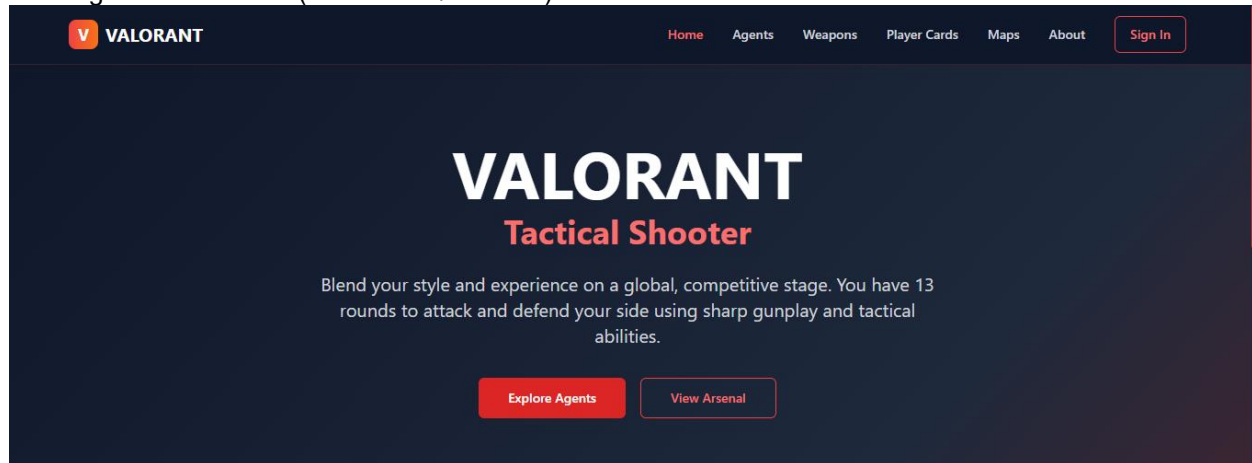 V VALORANT
Home Agents Weapons Player Cards Maps About Sign In
VALORANT
Tactical Shooter
Blend your style and experience on a global, competitive stage. You have 13
rounds to attack and defend your side using sharp gunplay and tactical
abilities.
Explore Agents View Arsenal